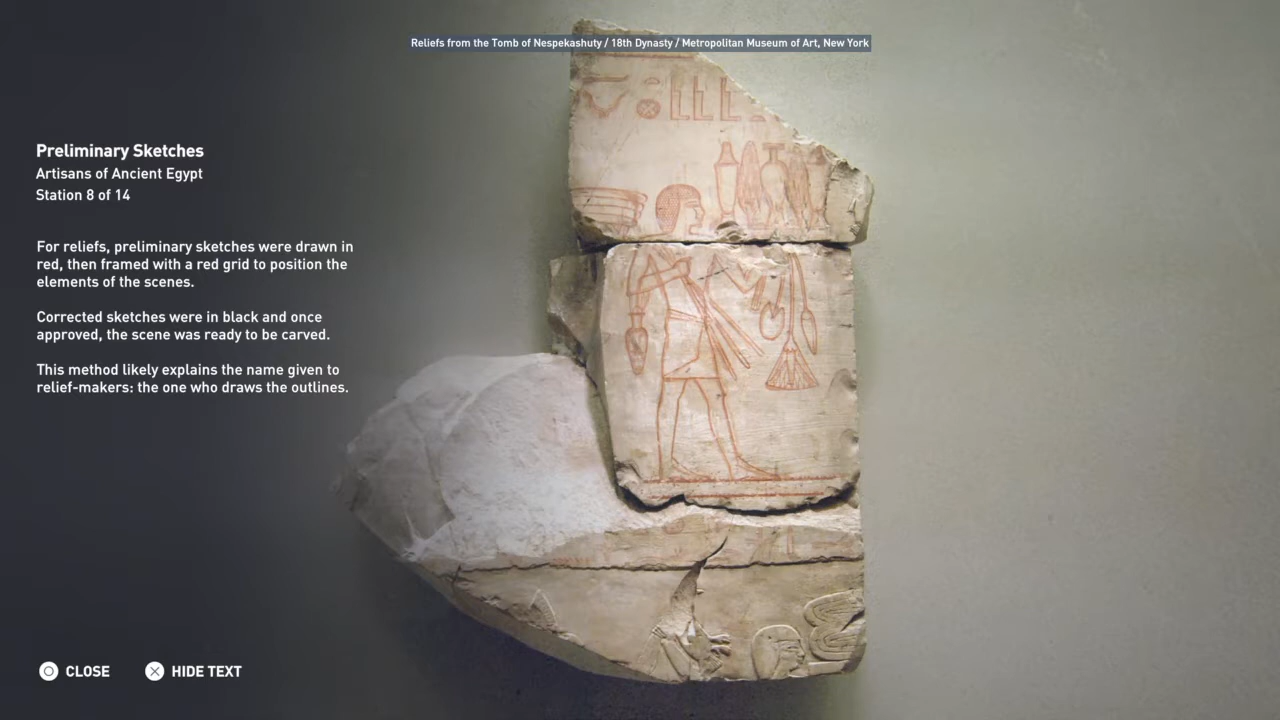 Reliefs from the Tomb of Nespekashuty / 18th Dynasty / Metropolitan Museum of Art, New York
Preliminary Sketches
Artisans of Ancient Egypt
Station 8 of 14
For reliefs, preliminary sketches were drawn in
red, then framed with a red grid to position the
elements of the scenes.
Corrected sketches were in black and once
approved, the scene was ready to be carved.
This method likely explains the name given to
relief-makers: the one who draws the outlines.
CLOSE
HIDE TEXT